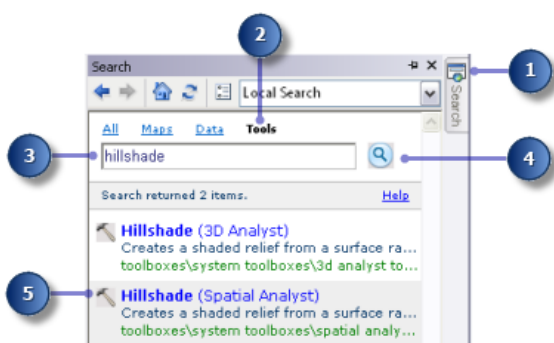 2
Search
1
Local Search
Search
All Maps Data Tools
3
hillshade
4
Search returned 2 items. Help
Hillshade (3D Analyst)
Creates a shaded relief from a surface ra...
toolboxes\system toolboxes\3d analyst to...
5
Hillshade (Spatial Analyst)
Creates a shaded relief from a surface ra...
toolboxes\system toolboxes\spatial analy...